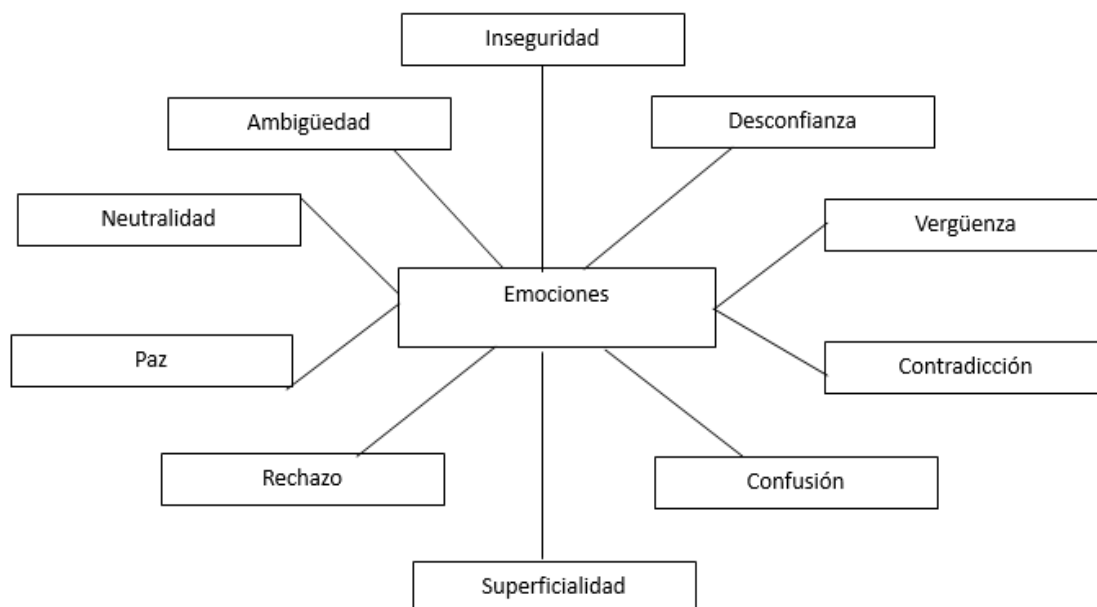 Inseguridad
Ambigüedad
Desconfianza
Neutralidad
Vergüenza
Emociones
Paz
Contradicción
Rechazo
Confusión
Superficialidad